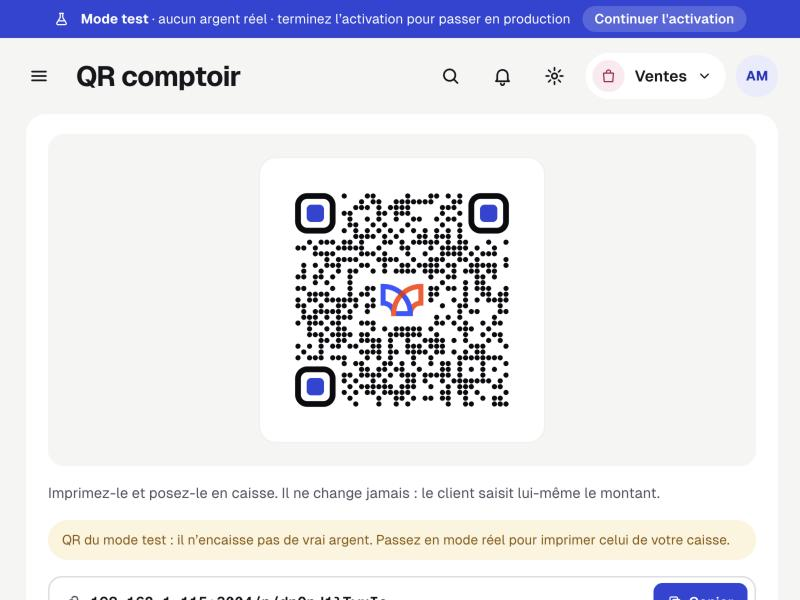 Mode test · aucun argent réel · terminez l’activation pour passer en production
Continuer l’activation
QR comptoir
Ventes
AM
Imprimez-le et posez-le en caisse. Il ne change jamais : le client saisit lui-même le montant.
QR du mode test : il n’encaisse pas de vrai argent. Passez en mode réel pour imprimer celui de votre caisse.
Copier